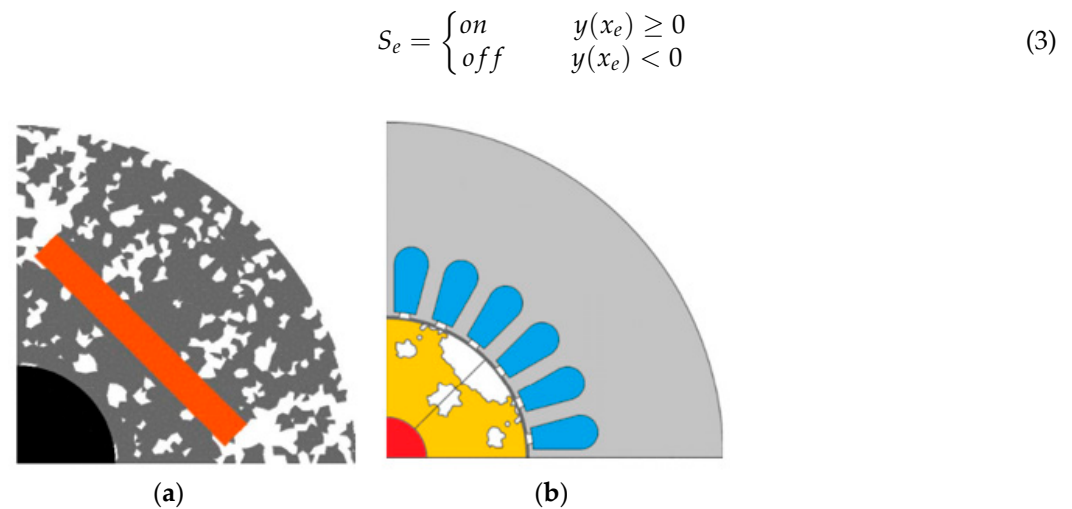 S_e = { on y(x_e) ≥ 0 (3)
off y(x_e) < 0
(a) (b)